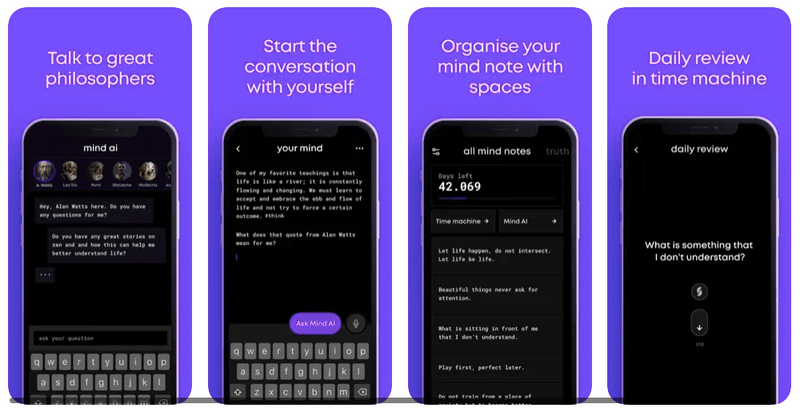 Talk to great
philosophers
mind ai
A. Watts Lao Tzu Rumi Nietzsche McKenna
Hey, Alan Watts here. Do you have
any questions for me?
Do you have any great stories on
zen and and how this can help me
better understand life?
...
ask your question
q w e r t y u i o p
a s d f g h j k l
Start the
conversation
with yourself
your mind
One of my favorite teachings is that
life is like a river; it is constantly
flowing and changing. We must learn to
accept and embrace the ebb and flow
of life and not try to force a certain
outcome. #think
What does that quote from Alan Watts
mean for me?
Ask Mind AI
q w e r t y u i o p
a s d f g h j k l
z x c v b n m
Organise your
mind note with
spaces
all mind notes truth
Days left
42.069
Time machine → Mind AI →
Let life happen, do not intersect.
Let life be life.
Beautiful things never ask for
attention.
What is sitting in front of me
that I don't understand.
Play first, perfect later.
Do not train from a place of
Daily review
in time machine
daily review
What is something that
I don't understand?